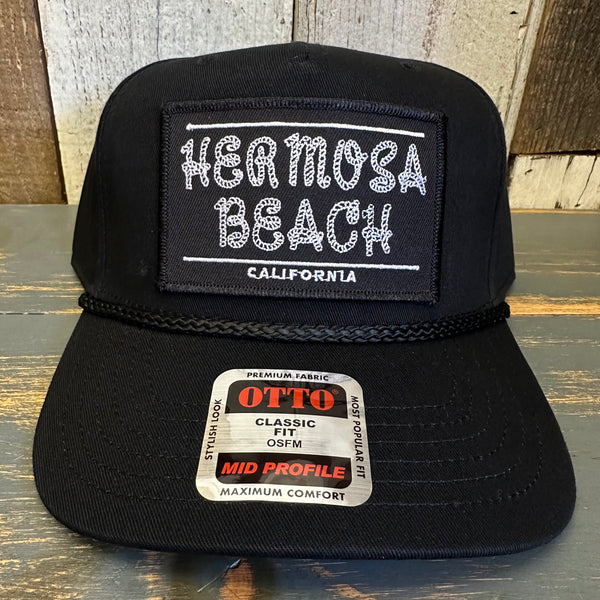 HERMOSA
BEACH
CALIFORNIA
PREMIUM FABRIC
STYLISH LOOK
OTTO®
CLASSIC
FIT
OSFM
MID PROFILE
MOST POPULAR FIT
MAXIMUM COMFORT